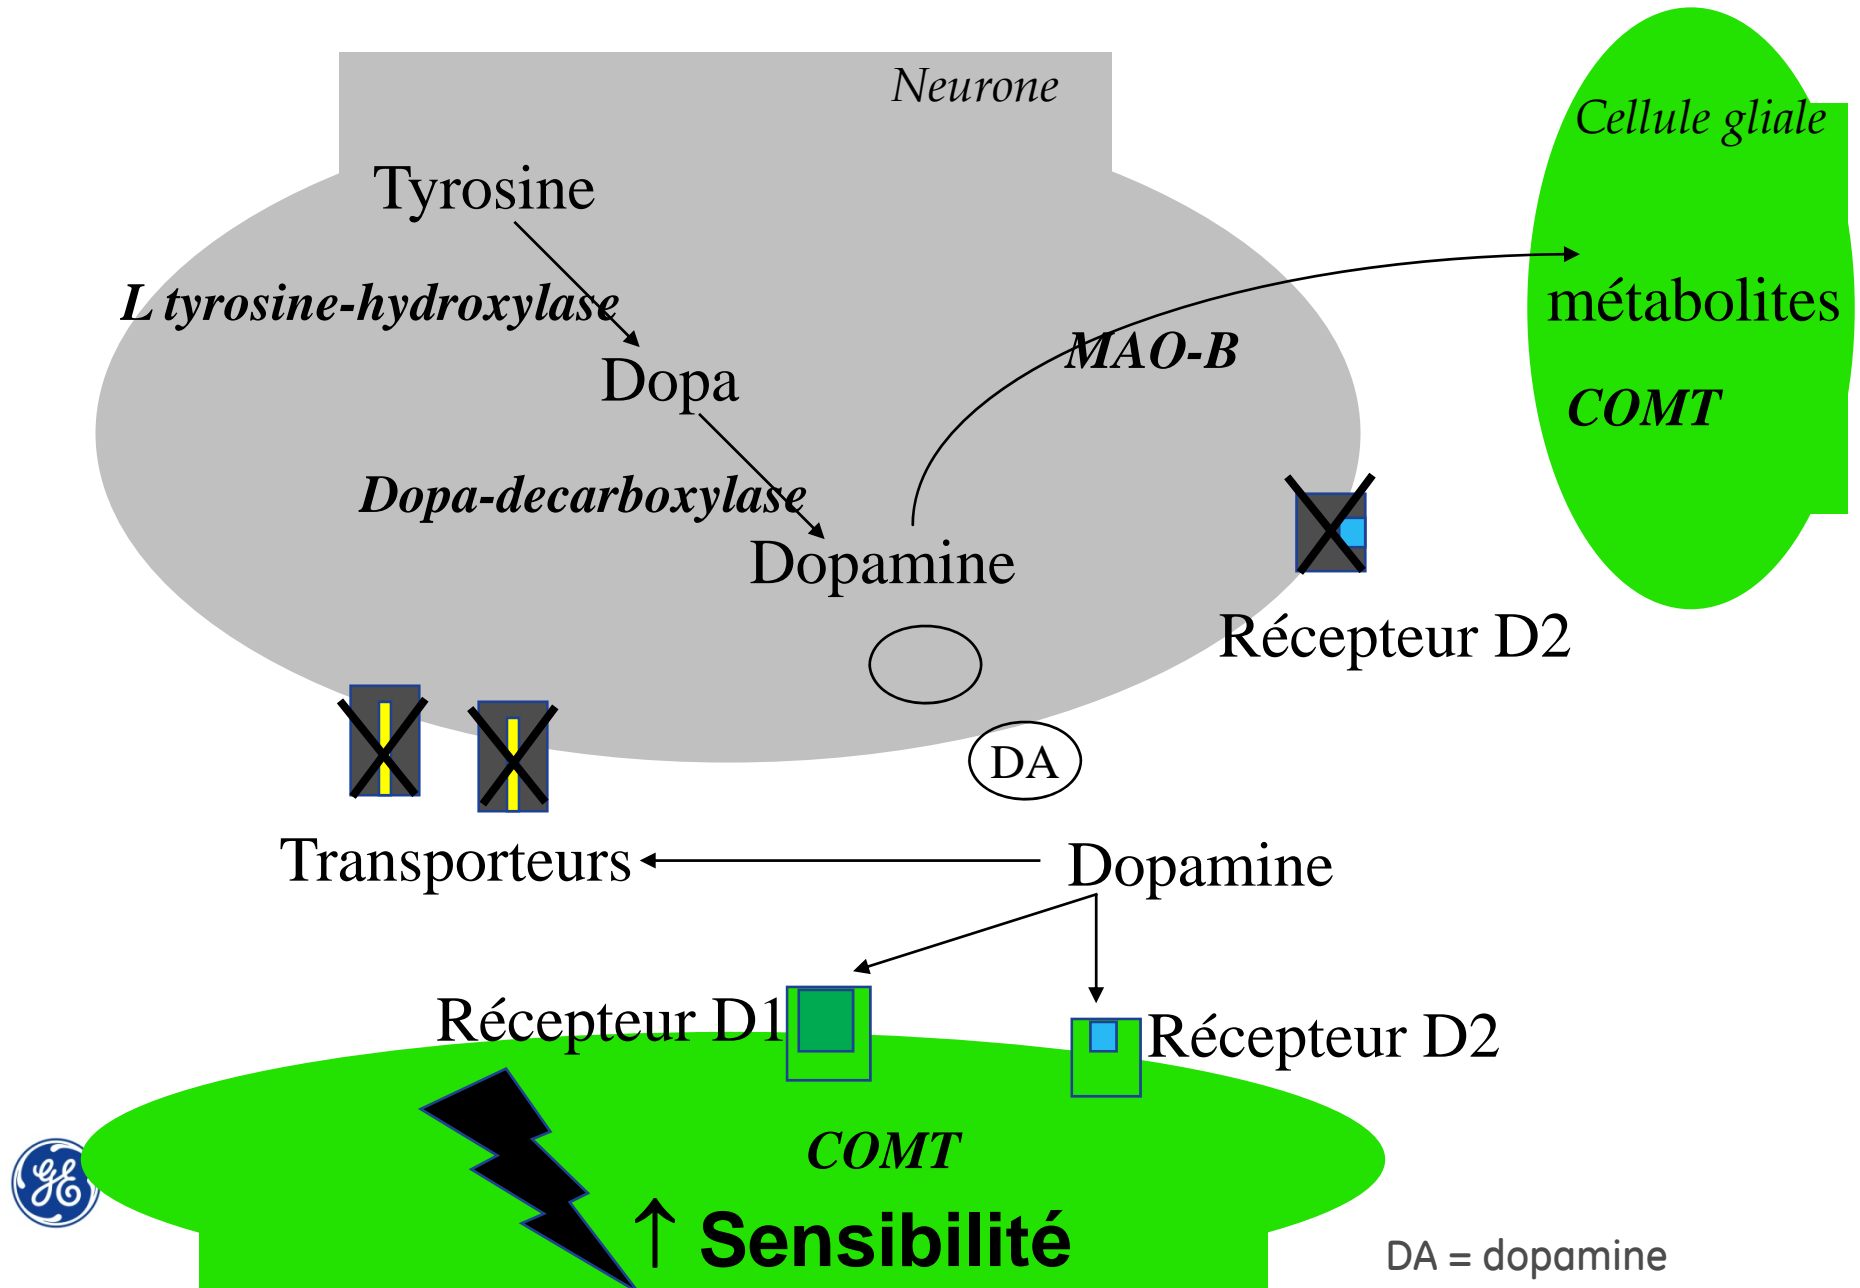 Neurone
Cellule gliale
Tyrosine
L tyrosine-hydroxylase
métabolites
MAO-B
Dopa
COMT
Dopa-decarboxylase
Dopamine
Récepteur D2
DA
Transporteurs
Dopamine
Récepteur D1
Récepteur D2
COMT
GE
↑ Sensibilité
DA = dopamine